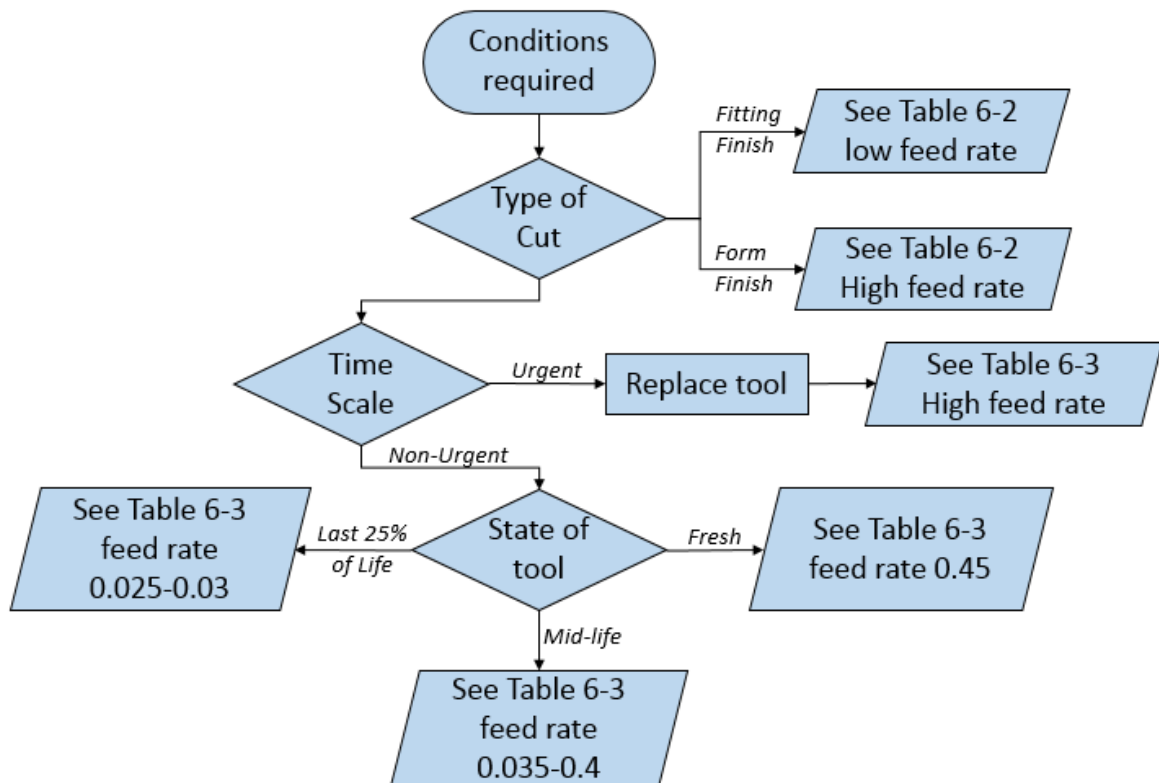 Conditions
required
Fitting
Finish
See Table 6-2
low feed rate
Type of
Cut
Form
Finish
See Table 6-2
High feed rate
Time
Scale
Urgent
Replace tool
See Table 6-3
High feed rate
Non-Urgent
See Table 6-3
feed rate
0.025-0.03
Last 25%
of Life
State of
tool
Fresh
See Table 6-3
feed rate 0.45
Mid-life
See Table 6-3
feed rate
0.035-0.4